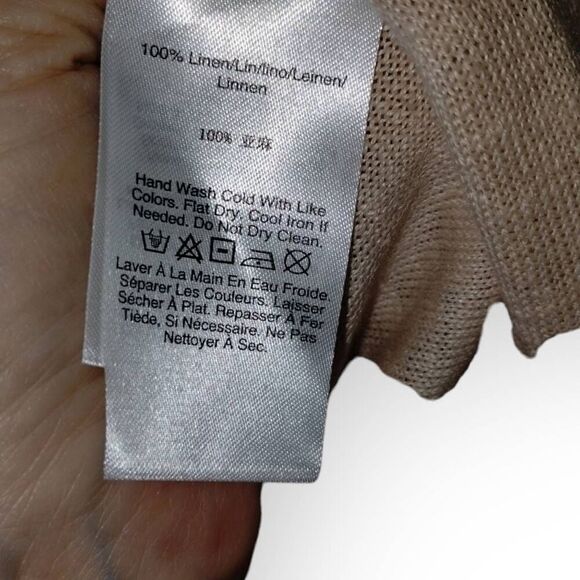 100% Linen/Lin/lino/Leinen/
Linnen
100% 亚麻
Hand Wash Cold With Like
Colors. Flat Dry, Cool Iron If
Needed. Do Not Dry Clean.
Laver À La Main En Eau Froide.
Séparer Les Couleurs. Laisser
Sécher À Plat. Repasser À Fer
Tiède, Si Nécessaire. Ne Pas
Nettoyer À Sec.